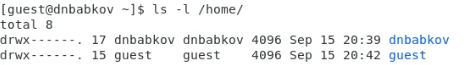 [guest@dnbabkov ~]$ ls -l /home/
total 8
drwx------. 17 dnbabkov dnbabkov 4096 Sep 15 20:39 dnbabkov
drwx------. 15 guest    guest    4096 Sep 15 20:42 guest